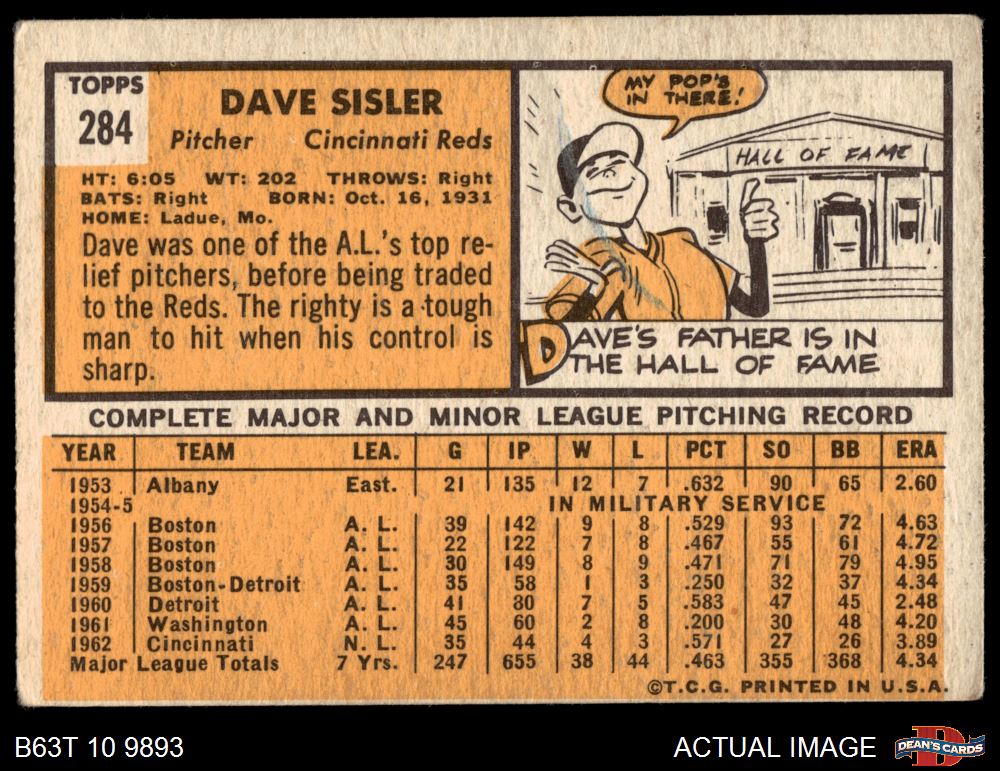 TOPPS
284
DAVE SISLER
Pitcher Cincinnati Reds
HT: 6:05 WT: 202 THROWS: Right
BATS: Right BORN: Oct. 16, 1931
HOME: Ladue, Mo.
Dave was one of the A.L.'s top re-
lief pitchers, before being traded
to the Reds. The righty is a tough
man to hit when his control is
sharp.
MY POP'S
IN THERE!
HALL OF FAME
DAVE'S FATHER IS IN
THE HALL OF FAME
COMPLETE MAJOR AND MINOR LEAGUE PITCHING RECORD
YEAR TEAM LEA. G IP W L PCT SO BB ERA
1953 Albany East. 21 135 12 7 .632 90 65 2.60
1954-5 IN MILITARY SERVICE
1956 Boston A. L. 39 142 9 8 .529 93 72 4.63
1957 Boston A. L. 22 122 7 8 .467 55 61 4.72
1958 Boston A. L. 30 149 8 9 .471 71 79 4.95
1959 Boston-Detroit A. L. 35 58 1 3 .250 32 37 4.34
1960 Detroit A. L. 41 80 7 5 .583 47 45 2.48
1961 Washington A. L. 45 60 2 8 .200 30 48 4.20
1962 Cincinnati N. L. 35 44 4 3 .571 27 26 3.89
Major League Totals 7 Yrs. 247 655 38 44 .463 355 368 4.34
©T.C.G. PRINTED IN U.S.A.
B63T 10 9893
ACTUAL IMAGE
DEAN'S CARDS